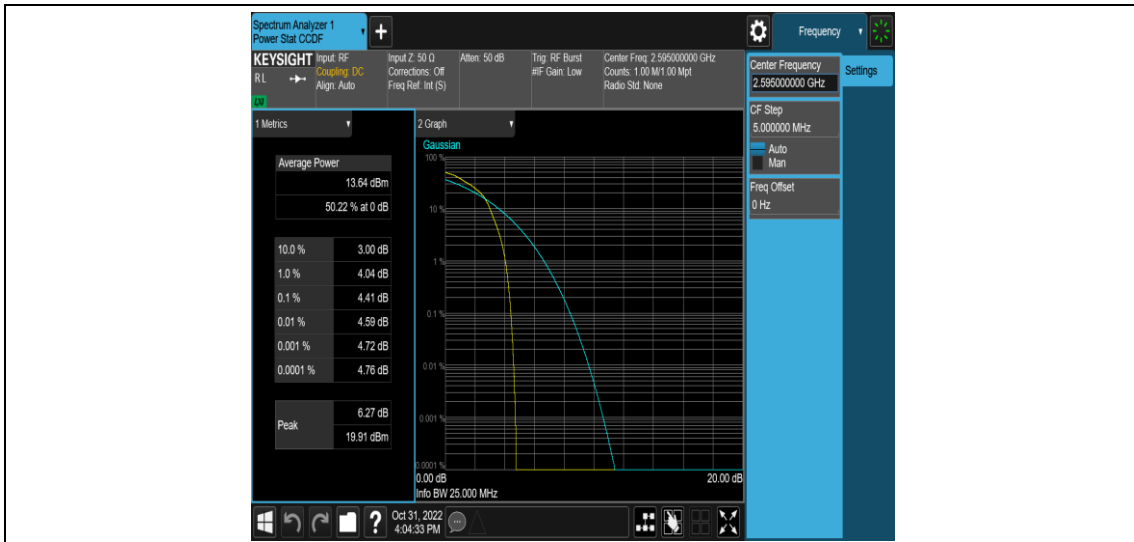 Spectrum Analyzer 1
Power Stat CCDF
Frequency
KEYSIGHT
RL
LXI
Input: RF
Coupling: DC
Align: Auto
Input Z: 50 Ω
Corrections: Off
Freq Ref: Int (S)
Atten: 50 dB
Trig: RF Burst
#IF Gain: Low
Center Freq: 2.595000000 GHz
Counts: 1.00 M/1.00 Mpt
Radio Std: None
Center Frequency
2.595000000 GHz
Settings
CF Step
5.000000 MHz
Auto
Man
Freq Offset
0 Hz
1 Metrics
Average Power
13.64 dBm
50.22 % at 0 dB
10.0 % 3.00 dB
1.0 % 4.04 dB
0.1 % 4.41 dB
0.01 % 4.59 dB
0.001 % 4.72 dB
0.0001 % 4.76 dB
Peak
6.27 dB
19.91 dBm
2 Graph
Gaussian
100 %
10 %
1 %
0.1 %
0.01 %
0.001 %
0.0001 %
0.00 dB 20.00 dB
Info BW 25.000 MHz
?
Oct 31, 2022
4:04:33 PM